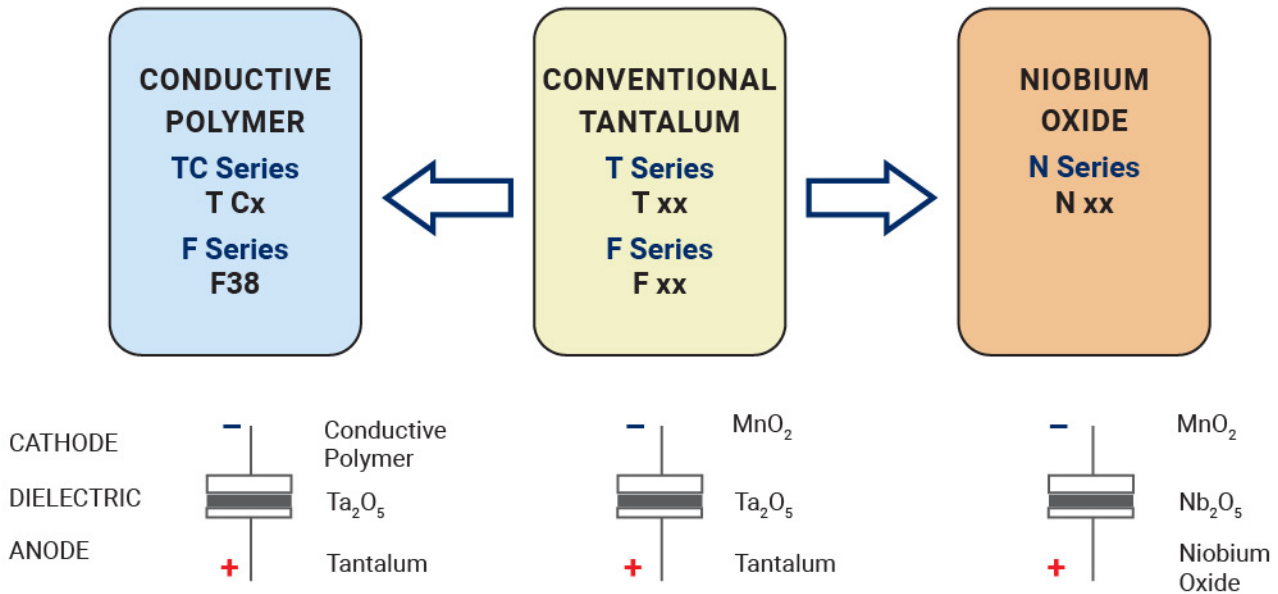 CONDUCTIVE
POLYMER
TC Series
T Cx
F Series
F38
CONVENTIONAL
TANTALUM
T Series
T xx
F Series
F xx
NIOBIUM
OXIDE
N Series
N xx
CATHODE
DIELECTRIC
ANODE
−
Conductive
Polymer
Ta₂O₅
+
Tantalum
−
MnO₂
Ta₂O₅
+
Tantalum
−
MnO₂
Nb₂O₅
+
Niobium
Oxide